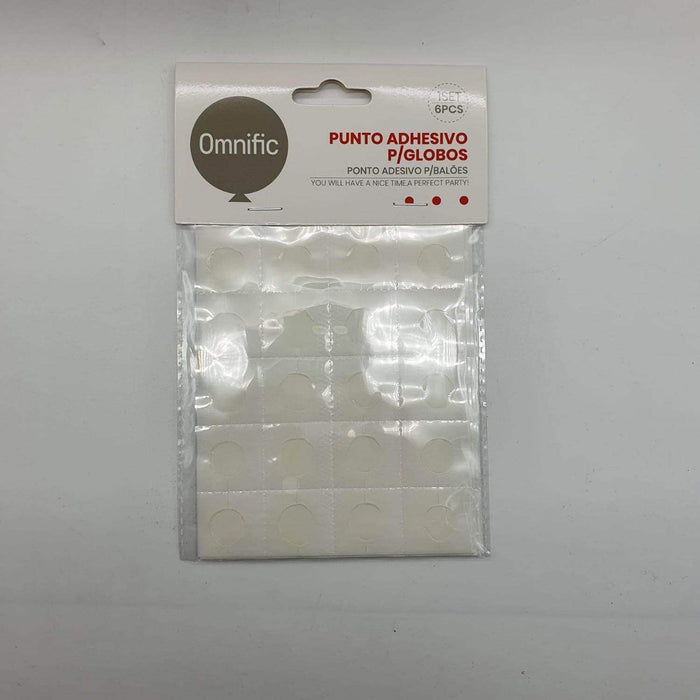 1SET
6PCS
Omnific
PUNTO ADHESIVO
P/GLOBOS
PONTO ADESIVO P/BALÕES
YOU WILL HAVE A NICE TIME,A PERFECT PARTY!